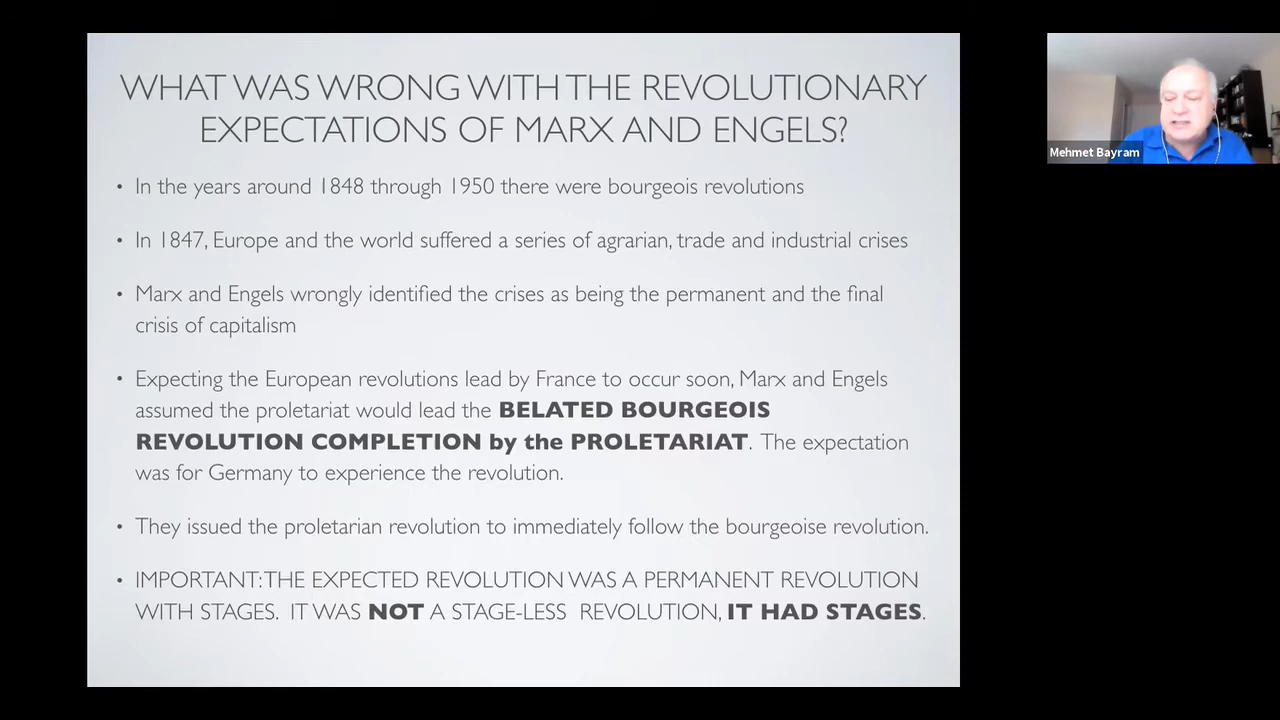 WHAT WAS WRONG WITH THE REVOLUTIONARY
EXPECTATIONS OF MARX AND ENGELS?
• In the years around 1848 through 1950 there were bourgeois revolutions
• In 1847, Europe and the world suffered a series of agrarian, trade and industrial crises
• Marx and Engels wrongly identified the crises as being the permanent and the final
crisis of capitalism
• Expecting the European revolutions lead by France to occur soon, Marx and Engels
assumed the proletariat would lead the BELATED BOURGEOIS
REVOLUTION COMPLETION by the PROLETARIAT. The expectation
was for Germany to experience the revolution.
• They issued the proletarian revolution to immediately follow the bourgeoise revolution.
• IMPORTANT: THE EXPECTED REVOLUTION WAS A PERMANENT REVOLUTION
WITH STAGES. IT WAS NOT A STAGE-LESS REVOLUTION, IT HAD STAGES.
Mehmet Bayram